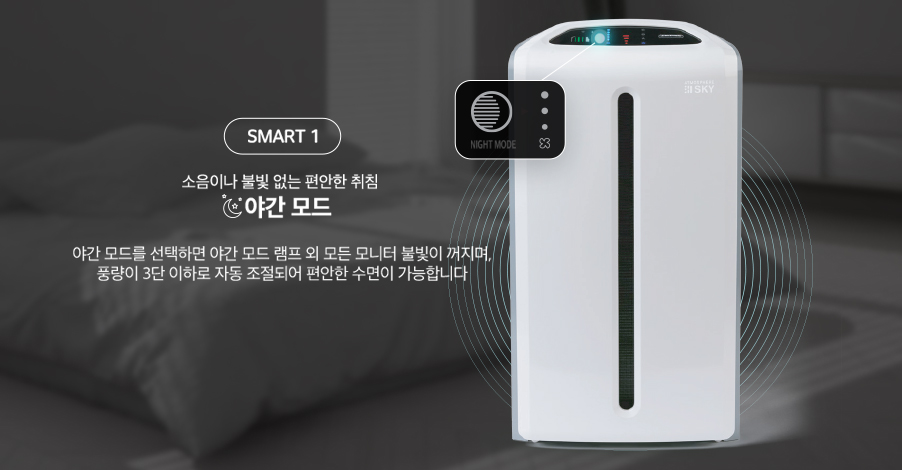 SMART 1
소음이나 불빛 없는 편안한 취침
야간 모드
야간 모드를 선택하면 야간 모드 램프 외 모든 모니터 불빛이 꺼지며,
풍량이 3단 이하로 자동 조절되어 편안한 수면이 가능합니다
NIGHT MODE
SKY